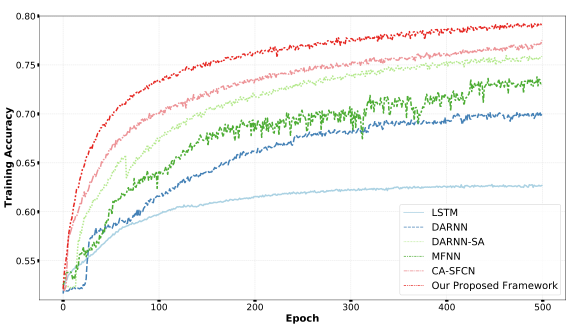 0.80
0.75
0.70
0.65
0.60
0.55
Training Accuracy
0
100
200
300
400
500
Epoch
LSTM
DARNN
DARNN-SA
MFNN
CA-SFCN
Our Proposed Framework